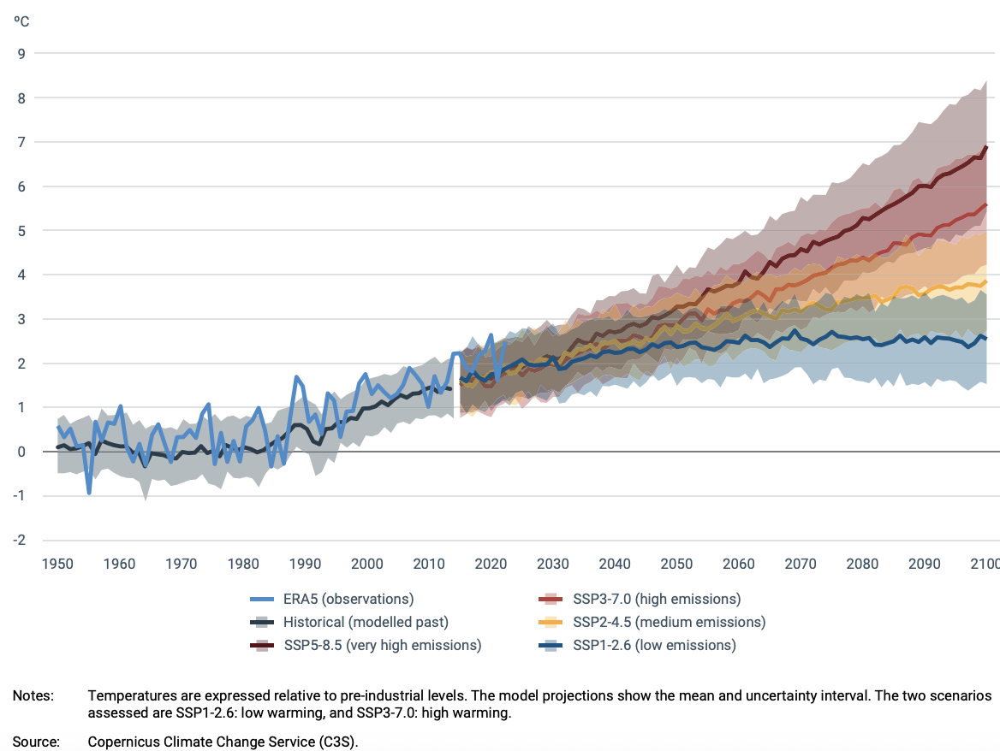 ºC
9
8
7
6
5
4
3
2
1
0
-1
-2
1950 1960 1970 1980 1990 2000 2010 2020 2030 2040 2050 2060 2070 2080 2090 2100
ERA5 (observations)
Historical (modelled past)
SSP5-8.5 (very high emissions)
SSP3-7.0 (high emissions)
SSP2-4.5 (medium emissions)
SSP1-2.6 (low emissions)
Notes: Temperatures are expressed relative to pre-industrial levels. The model projections show the mean and uncertainty interval. The two scenarios
assessed are SSP1-2.6: low warming, and SSP3-7.0: high warming.
Source: Copernicus Climate Change Service (C3S).